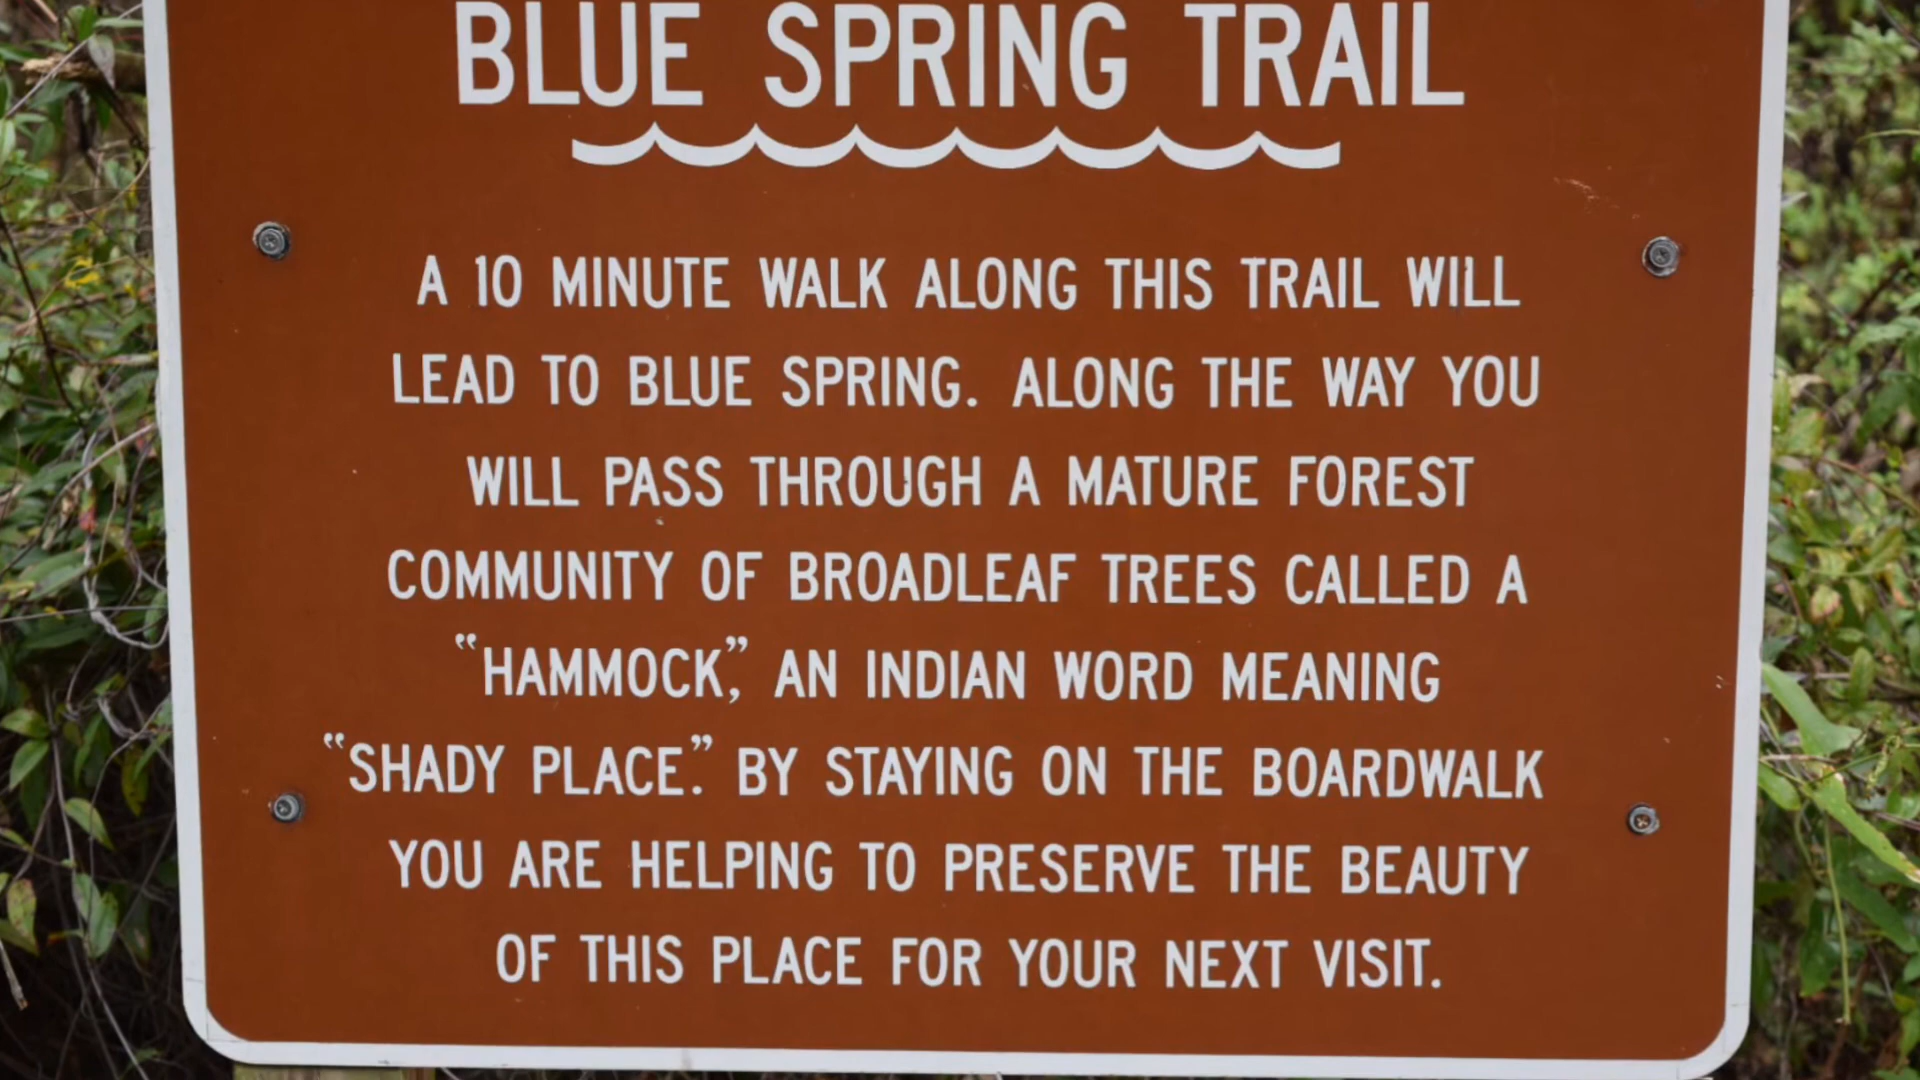 BLUE SPRING TRAIL
A 10 MINUTE WALK ALONG THIS TRAIL WILL
LEAD TO BLUE SPRING. ALONG THE WAY YOU
WILL PASS THROUGH A MATURE FOREST
COMMUNITY OF BROADLEAF TREES CALLED A
“HAMMOCK,” AN INDIAN WORD MEANING
“SHADY PLACE.” BY STAYING ON THE BOARDWALK
YOU ARE HELPING TO PRESERVE THE BEAUTY
OF THIS PLACE FOR YOUR NEXT VISIT.